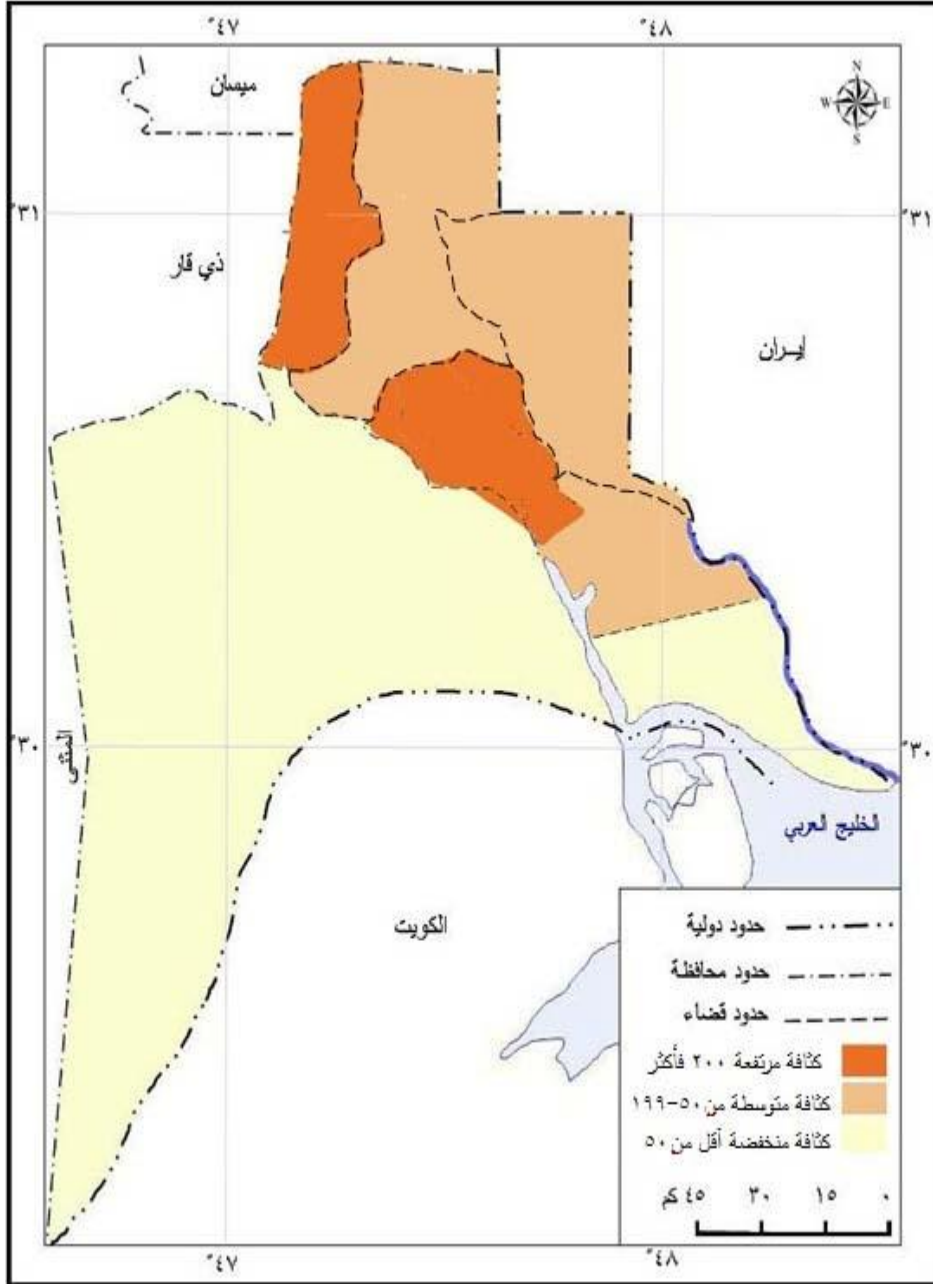 °٤٧
°٤٨
N
W E
S
ميسان
°٣١
°٣١
ذي قار
ايـران
المثنى
°٣٠
°٣٠
الخليج العربي
الكويت
حدود دولية
حدود محافظة
حدود قضاء
كثافة مرتفعة ٢٠٠ فأكثر
كثافة متوسطة من ٥٠-١٩٩
كثافة منخفضة أقل من ٥٠
٤٥ كم ٣٠ ١٥ ٠
°٤٧
°٤٨